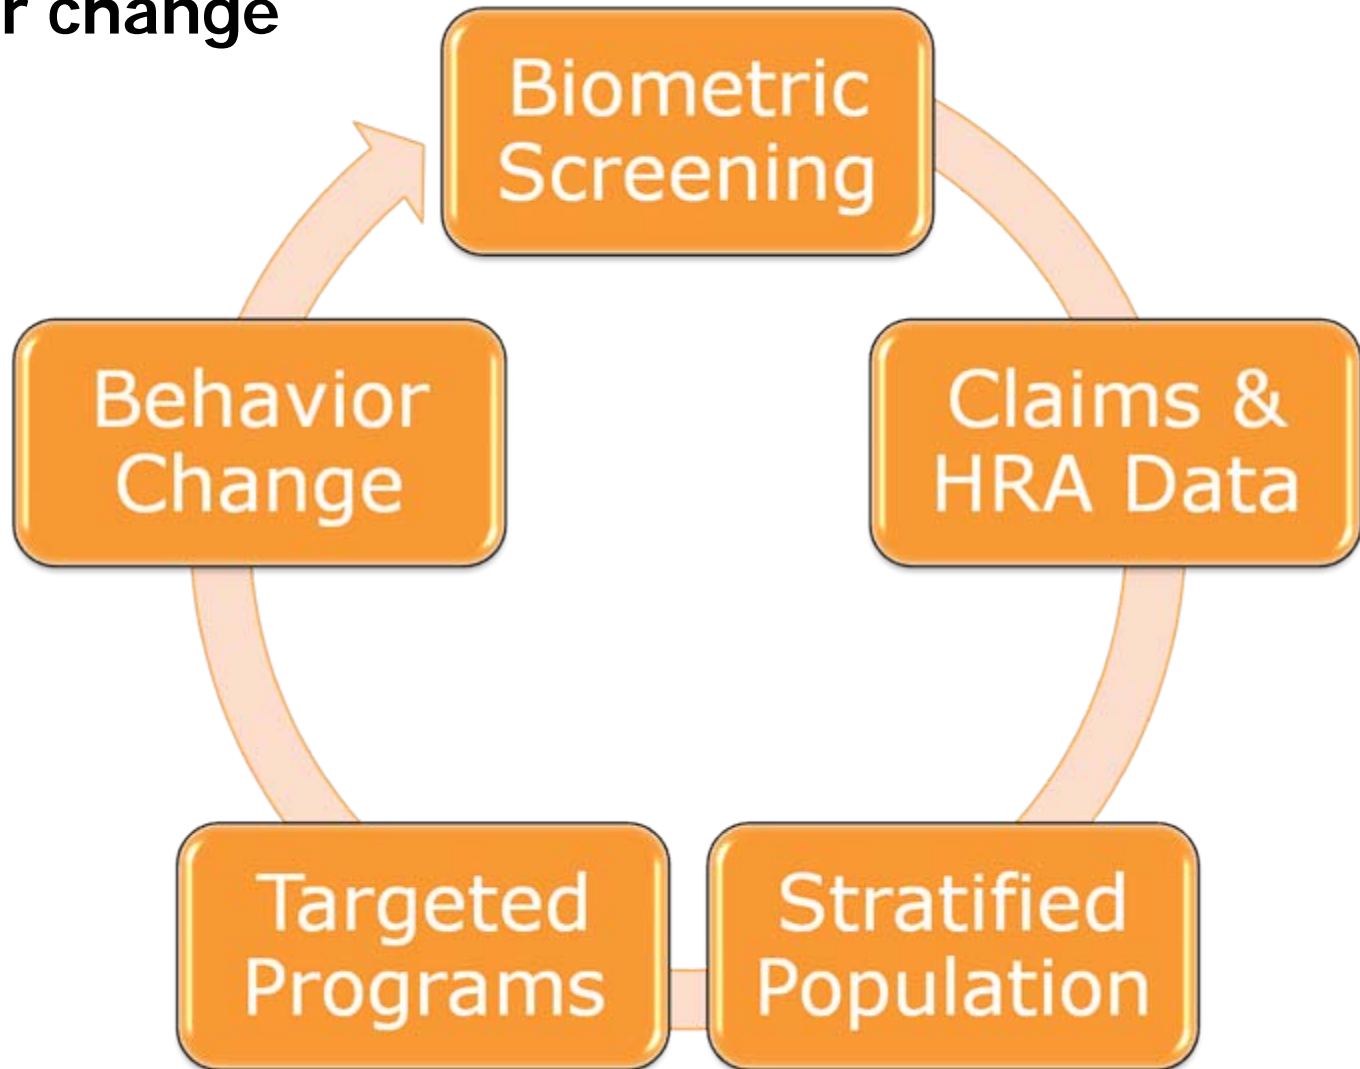 r change
Biometric
Screening
Claims &
HRA Data
Stratified
Population
Targeted
Programs
Behavior
Change